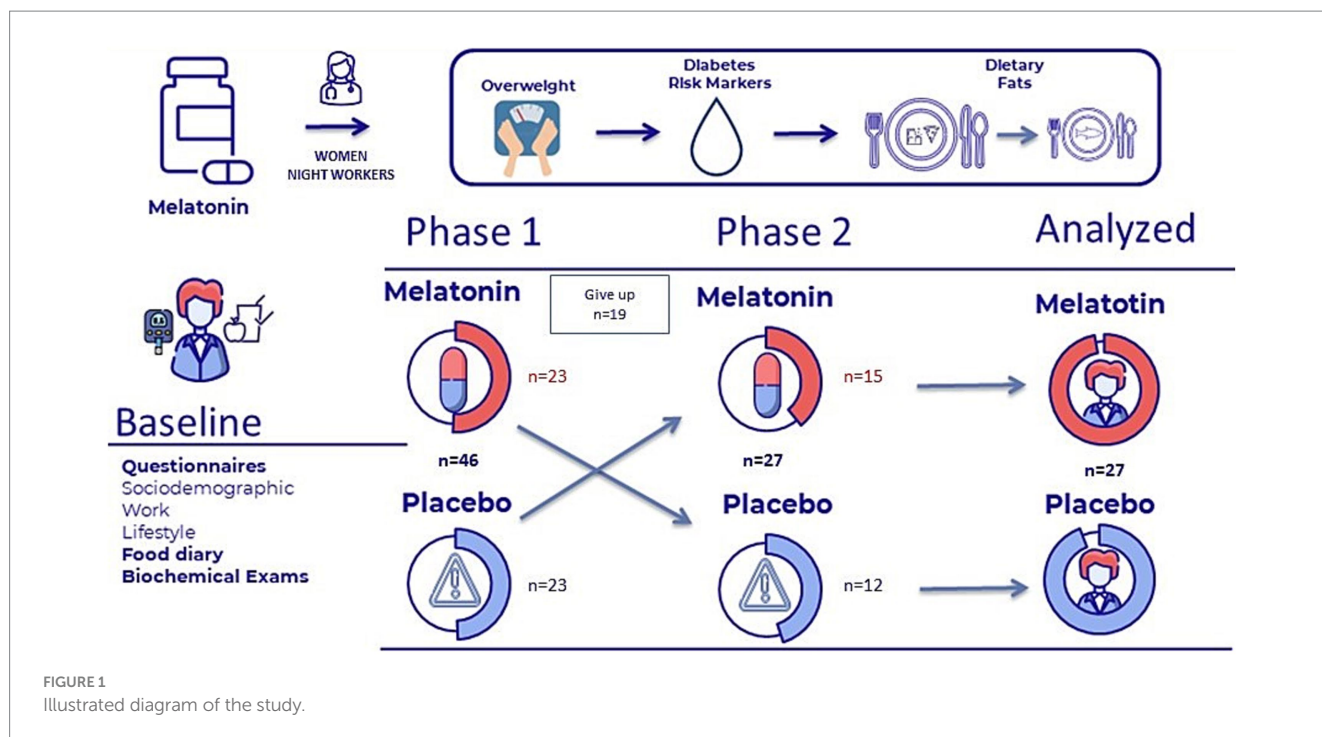 Overweight
Diabetes
Risk Markers
Dietary
Fats
WOMEN
NIGHT WORKERS
Melatonin
Phase 1
Phase 2
Analyzed
Melatonin
Give up
n=19
Melatonin
Melatotin
n=23
n=15
Baseline
n=46
n=27
n=27
Questionnaires
Sociodemographic
Work
Lifestyle
Food diary
Biochemical Exams
Placebo
Placebo
Placebo
n=23
n=12
FIGURE 1
Illustrated diagram of the study.